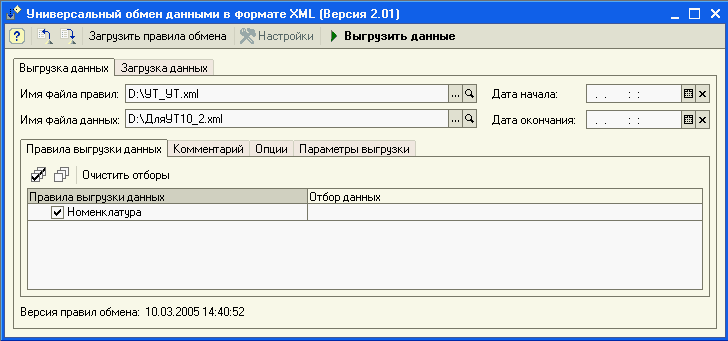 Универсальный обмен данными в формате XML (Версия 2.01)
Загрузить правила обмена Настройки Выгрузить данные
Выгрузка данных Загрузка данных
Имя файла правил: D:\УТ_УТ.xml ... Дата начала: . . : :
Имя файла данных: D:\ДляУТ10_2.xml ... Дата окончания: . . : :
Правила выгрузки данных Комментарий Опции Параметры выгрузки
Очистить отборы
Правила выгрузки данных Отбор данных
Номенклатура
Версия правил обмена: 10.03.2005 14:40:52